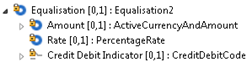 Equalisation [0,1] : Equalisation2
Amount [0,1] : ActiveCurrencyAndAmount
Rate [0,1] : PercentageRate
Credit Debit Indicator [0,1] : CreditDebitCode